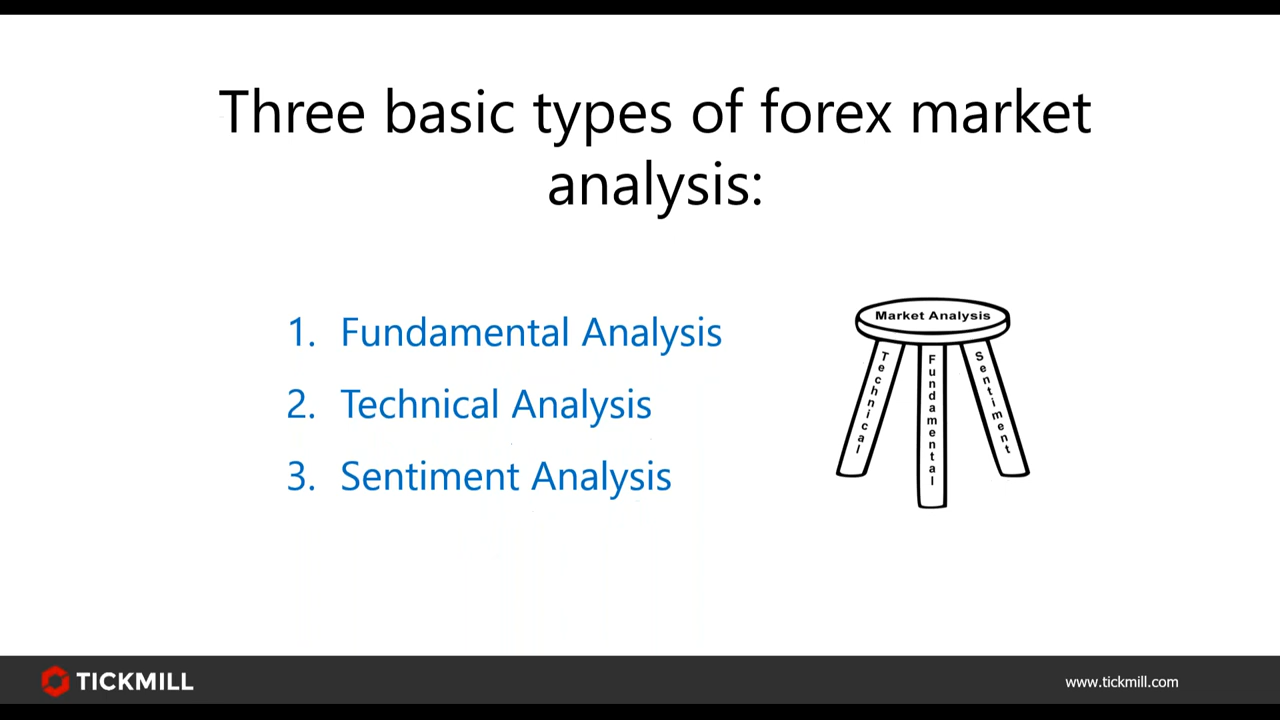 Three basic types of forex market
analysis:
1. Fundamental Analysis
2. Technical Analysis
3. Sentiment Analysis
Market Analysis
Technical
Fundamental
Sentiment
TICKMILL
www.tickmill.com